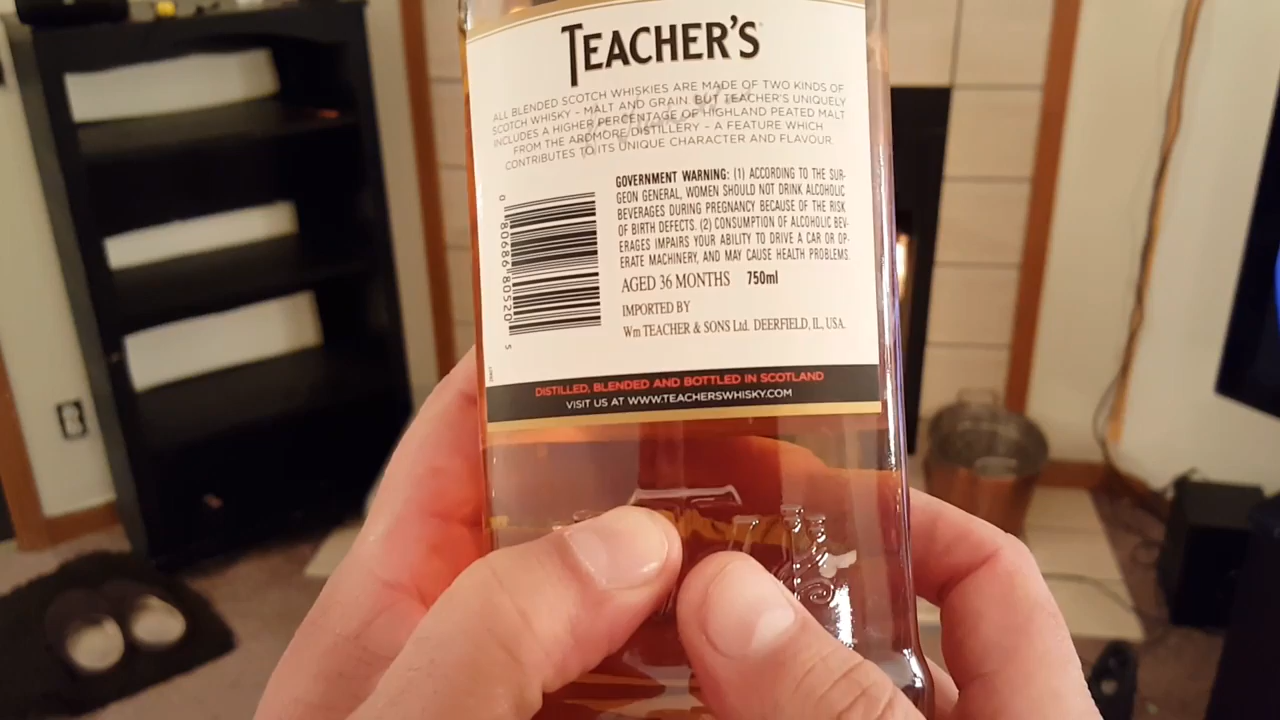 TEACHER'S
ALL BLENDED SCOTCH WHISKIES ARE MADE OF TWO KINDS OF
SCOTCH WHISKY – MALT AND GRAIN. BUT TEACHER'S UNIQUELY
INCLUDES A HIGHER PERCENTAGE OF HIGHLAND PEATED MALT
FROM THE ARDMORE DISTILLERY – A FEATURE WHICH
CONTRIBUTES TO ITS UNIQUE CHARACTER AND FLAVOUR.
GOVERNMENT WARNING: (1) ACCORDING TO THE SUR-
GEON GENERAL, WOMEN SHOULD NOT DRINK ALCOHOLIC
BEVERAGES DURING PREGNANCY BECAUSE OF THE RISK
OF BIRTH DEFECTS. (2) CONSUMPTION OF ALCOHOLIC BEV-
ERAGES IMPAIRS YOUR ABILITY TO DRIVE A CAR OR OP-
ERATE MACHINERY, AND MAY CAUSE HEALTH PROBLEMS.
0 80686 80520 5
AGED 36 MONTHS 750ml
IMPORTED BY
Wm TEACHER & SONS Ltd. DEERFIELD, IL, USA.
DISTILLED, BLENDED AND BOTTLED IN SCOTLAND
VISIT US AT WWW.TEACHERSWHISKY.COM